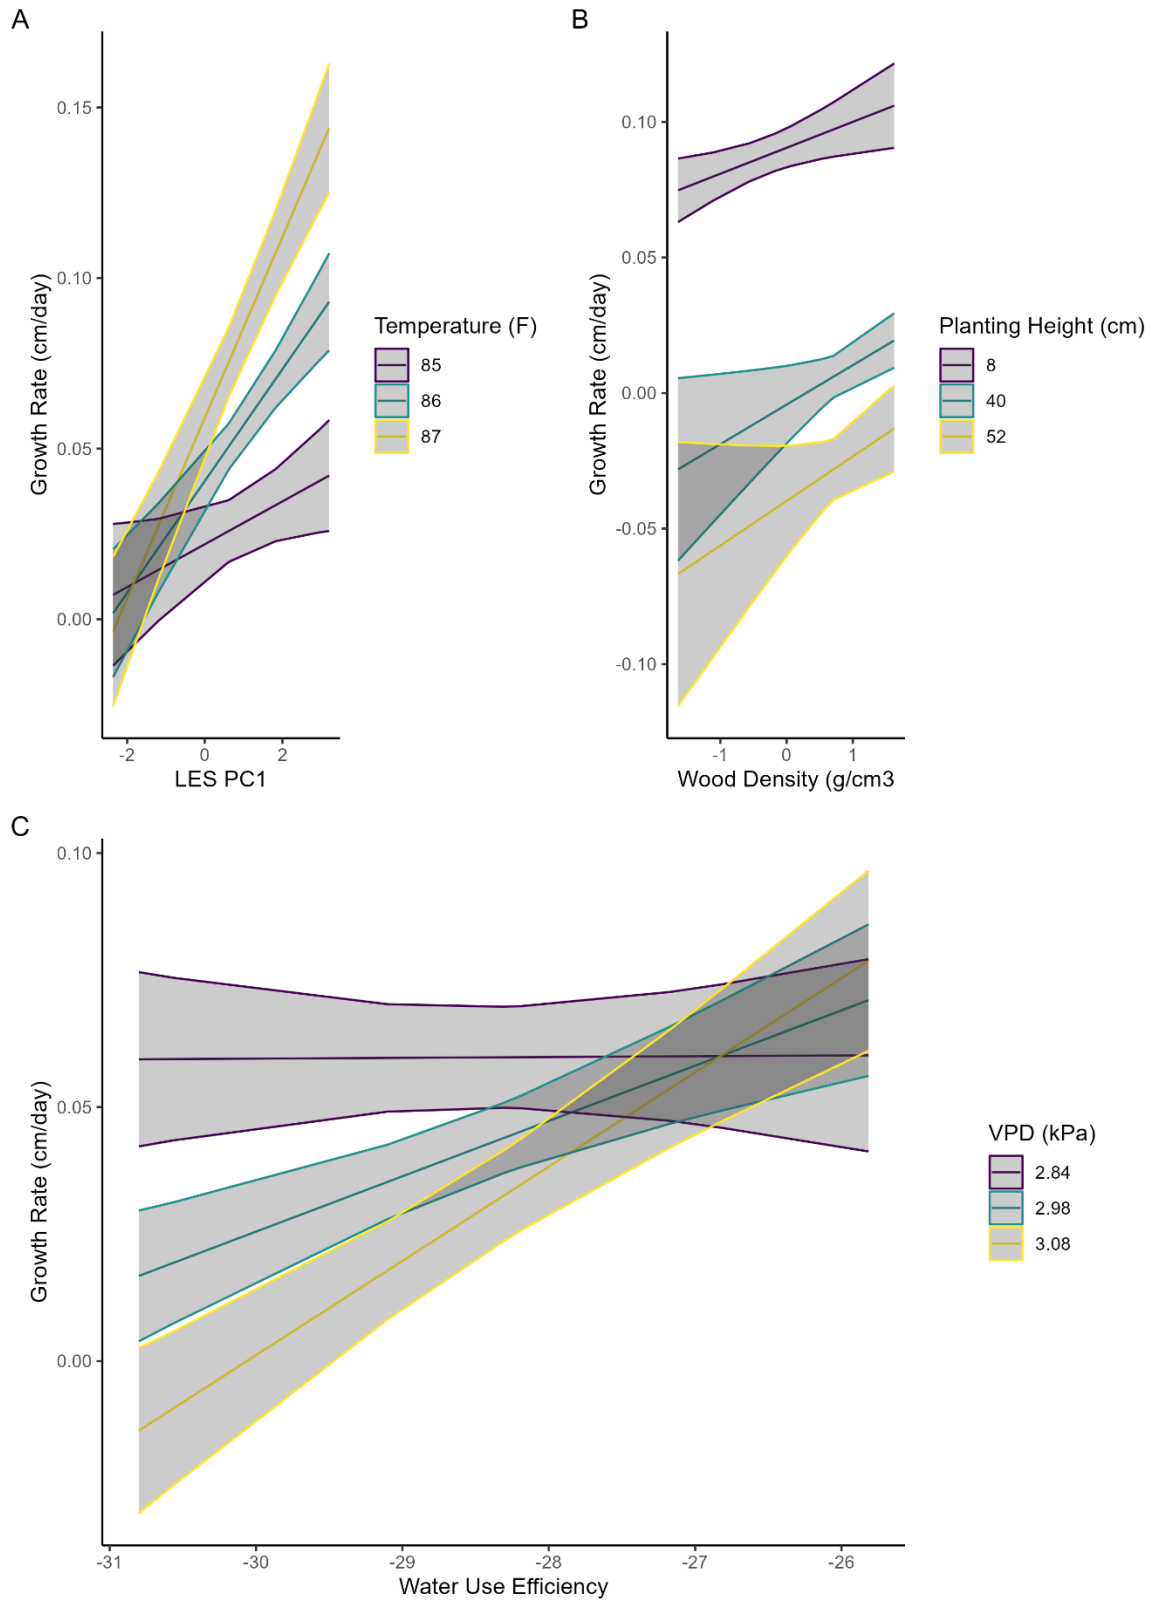 A
Growth Rate (cm/day)
0.15
0.10
0.05
0.00
-2
0
2
LES PC1
Temperature (F)
85
86
87
B
Growth Rate (cm/day)
0.10
0.05
0.00
-0.05
-0.10
-1
0
1
Wood Density (g/cm3
Planting Height (cm)
8
40
52
C
Growth Rate (cm/day)
0.10
0.05
0.00
-31
-30
-29
-28
-27
-26
Water Use Efficiency
VPD (kPa)
2.84
2.98
3.08